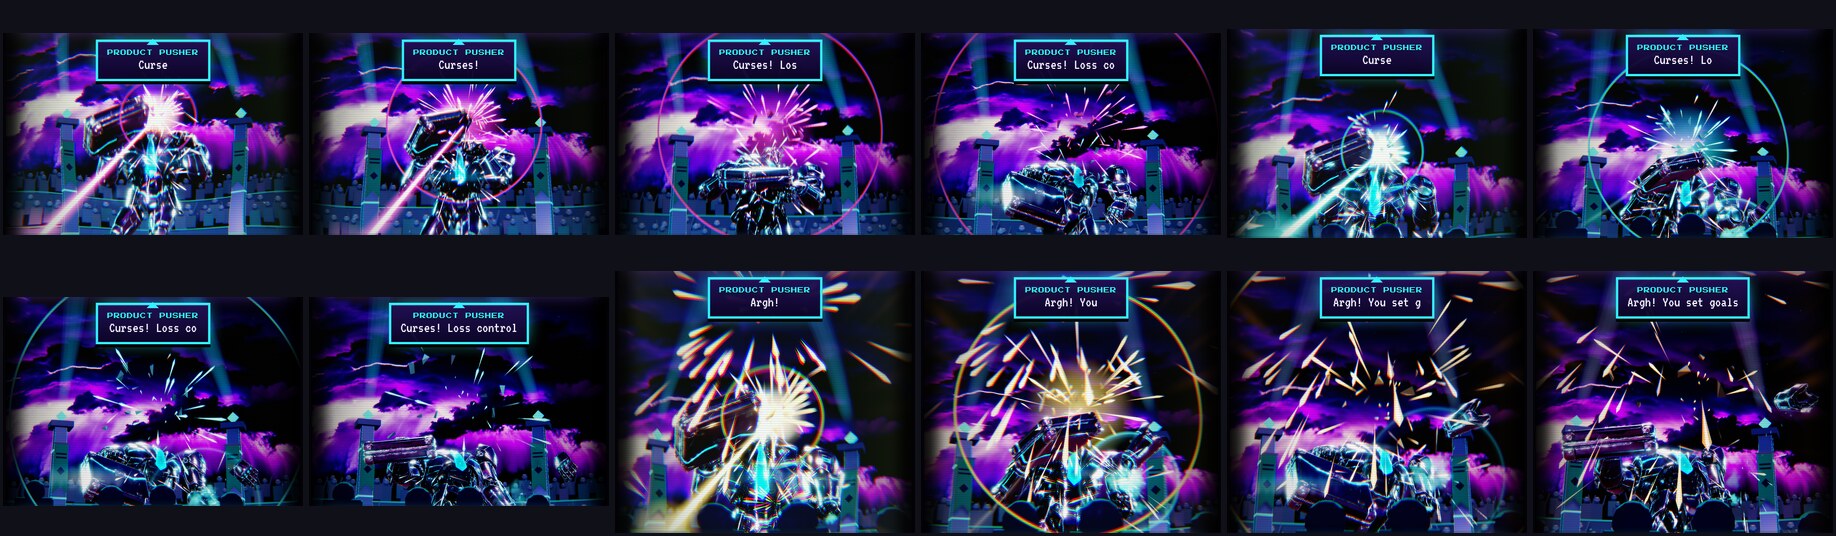 PRODUCT PUSHER
Curse
PRODUCT PUSHER
Curses!
PRODUCT PUSHER
Curses! Los
PRODUCT PUSHER
Curses! Loss co
PRODUCT PUSHER
Curse
PRODUCT PUSHER
Curses! Lo
PRODUCT PUSHER
Curses! Loss co
PRODUCT PUSHER
Curses! Loss control
PRODUCT PUSHER
Argh!
PRODUCT PUSHER
Argh! You
PRODUCT PUSHER
Argh! You set g
PRODUCT PUSHER
Argh! You set goals